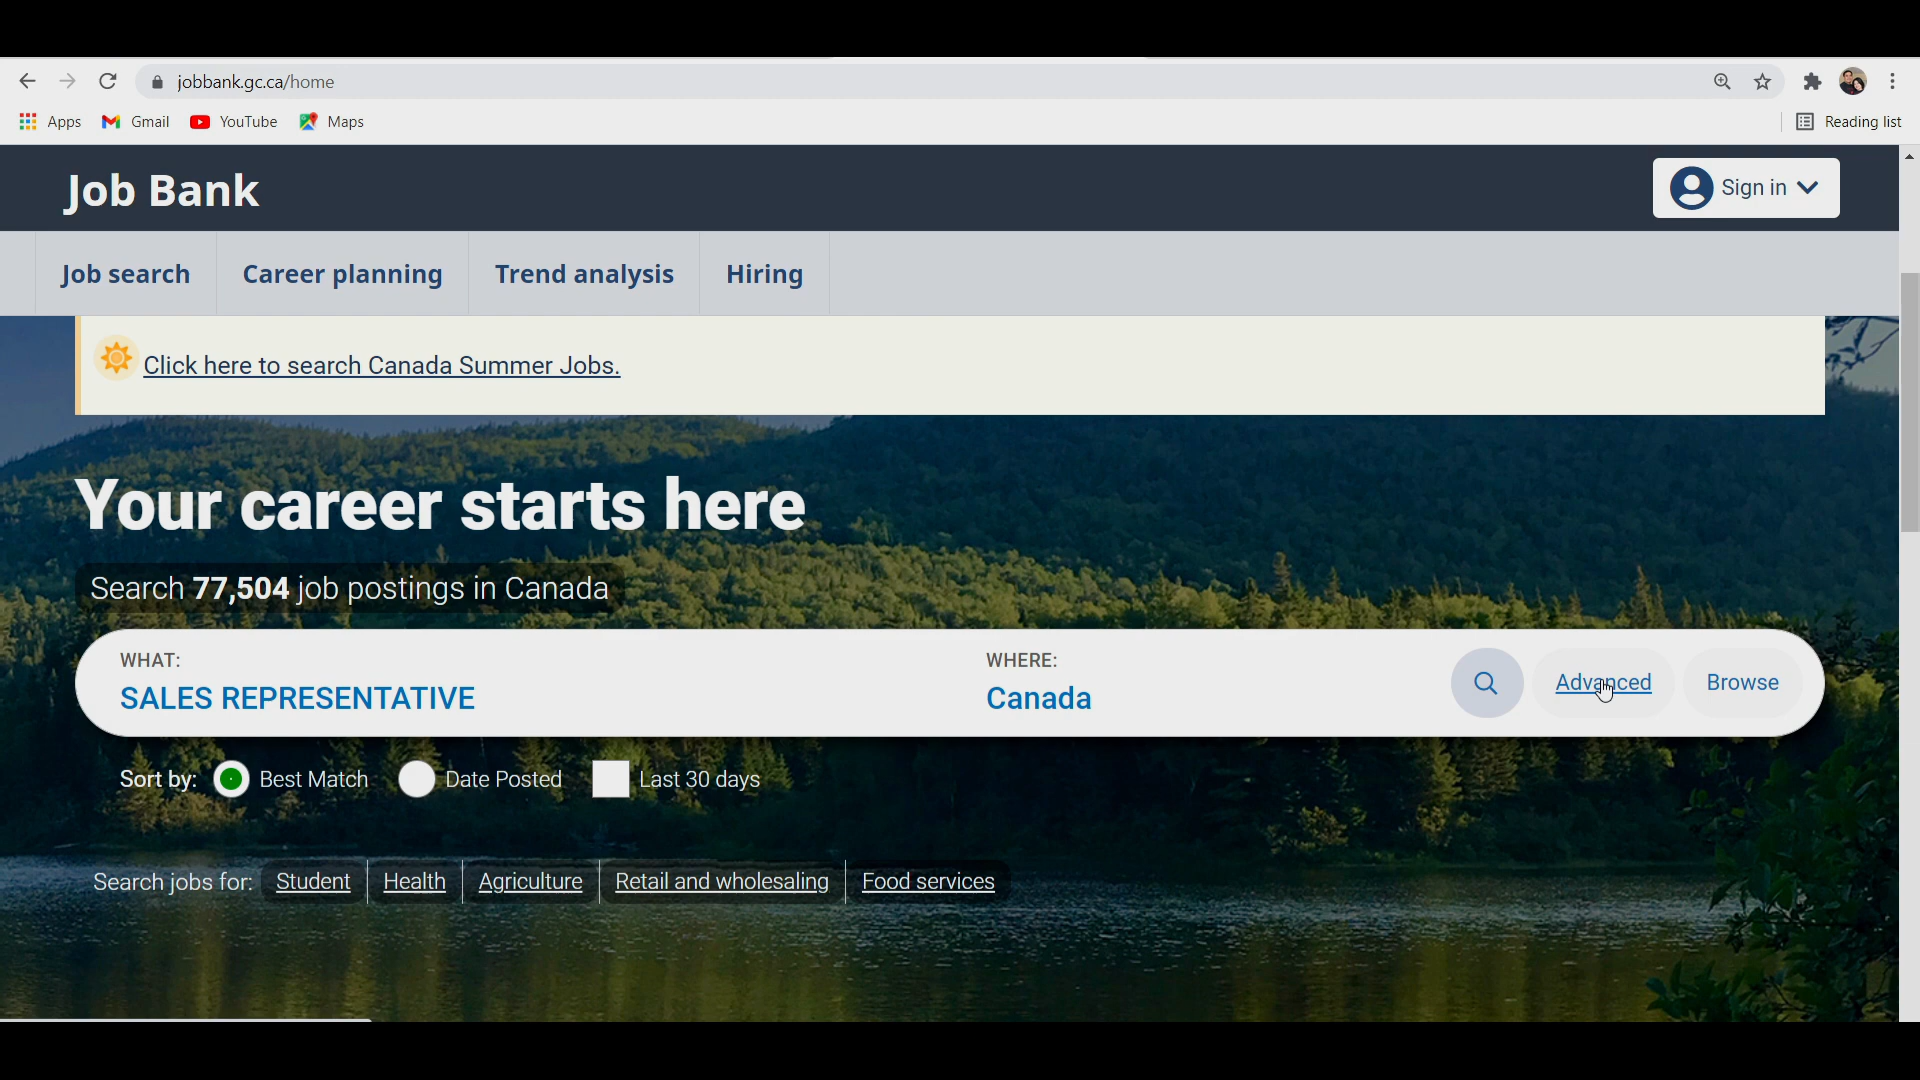 jobbank.gc.ca/home
Apps Gmail YouTube Maps Reading list
Job Bank Sign in
Job search Career planning Trend analysis Hiring
Click here to search Canada Summer Jobs.
Your career starts here
Search 77,504 job postings in Canada
WHAT: WHERE:
SALES REPRESENTATIVE Canada Advanced Browse
Sort by: Best Match Date Posted Last 30 days
Search jobs for: Student Health Agriculture Retail and wholesaling Food services